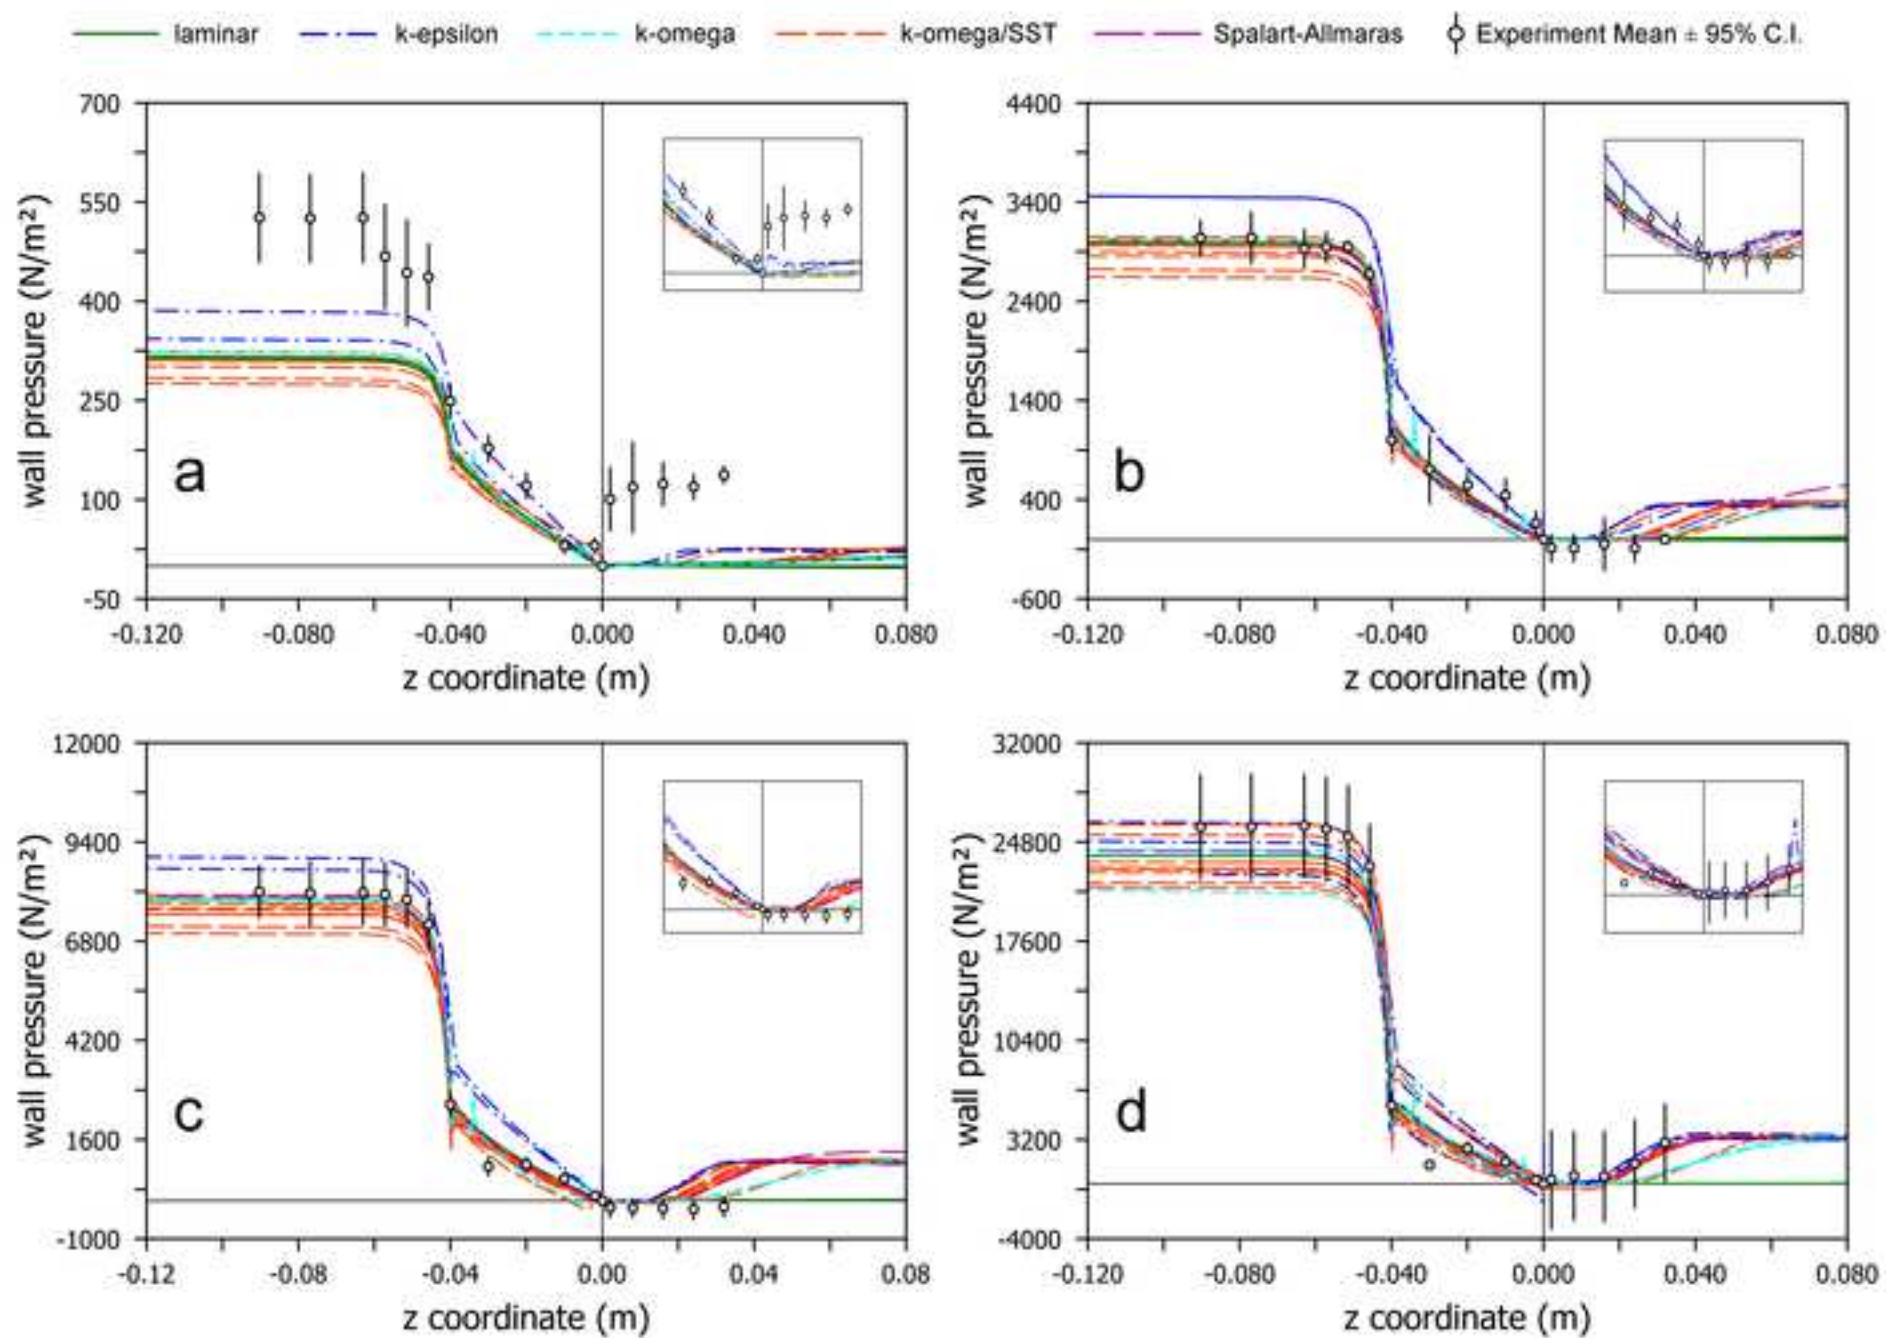 laminar k-epsilon k-omega k-omega/SST Spalart-Allmaras Experiment Mean ± 95% C.I.
700
550
400
250
100
-50
wall pressure (N/m²)
a
-0.120 -0.080 -0.040 0.000 0.040 0.080
z coordinate (m)
4400
3400
2400
1400
400
-600
wall pressure (N/m²)
b
-0.120 -0.080 -0.040 0.000 0.040 0.080
z coordinate (m)
12000
9400
6800
4200
1600
-1000
wall pressure (N/m²)
c
-0.12 -0.08 -0.04 0.00 0.04 0.08
z coordinate (m)
32000
24800
17600
10400
3200
-4000
wall pressure (N/m²)
d
-0.120 -0.080 -0.040 0.000 0.040 0.080
z coordinate (m)